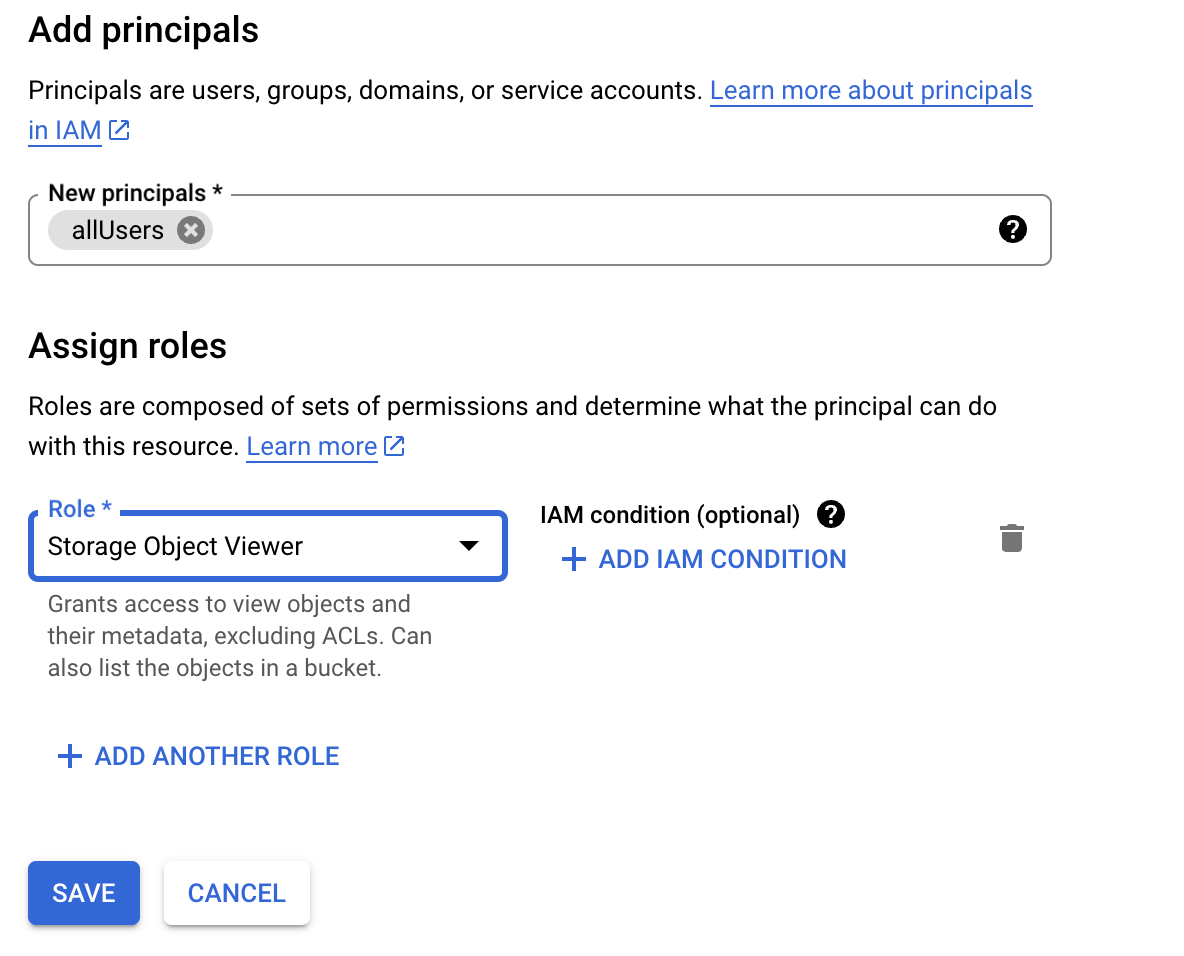 Add principals
Principals are users, groups, domains, or service accounts. Learn more about principals
in IAM
New principals *
allUsers
Assign roles
Roles are composed of sets of permissions and determine what the principal can do
with this resource. Learn more
Role *
Storage Object Viewer
IAM condition (optional)
+ ADD IAM CONDITION
Grants access to view objects and
their metadata, excluding ACLs. Can
also list the objects in a bucket.
+ ADD ANOTHER ROLE
SAVE
CANCEL